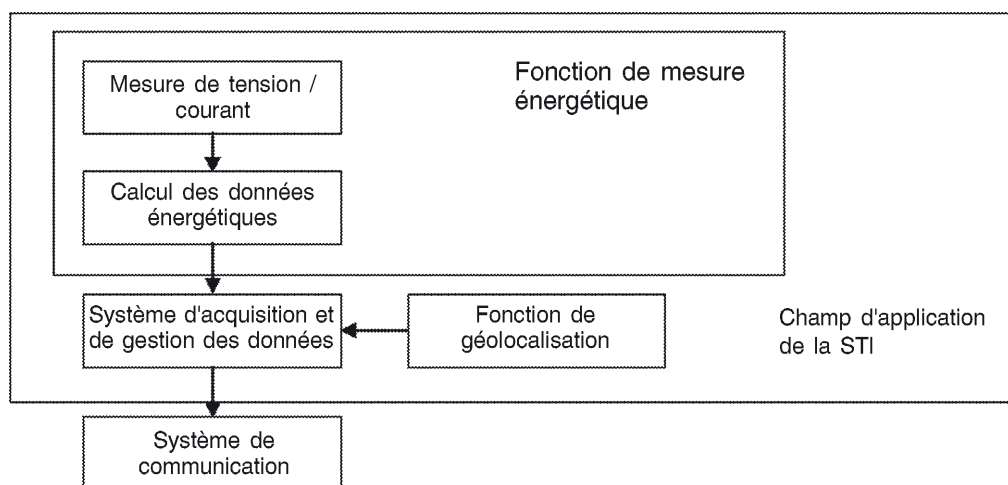 Mesure de tension /
courant
Fonction de mesure
énergétique
Calcul des données
énergétiques
Système d'acquisition et
de gestion des données
Fonction de
géolocalisation
Champ d'application
de la STI
Système de
communication